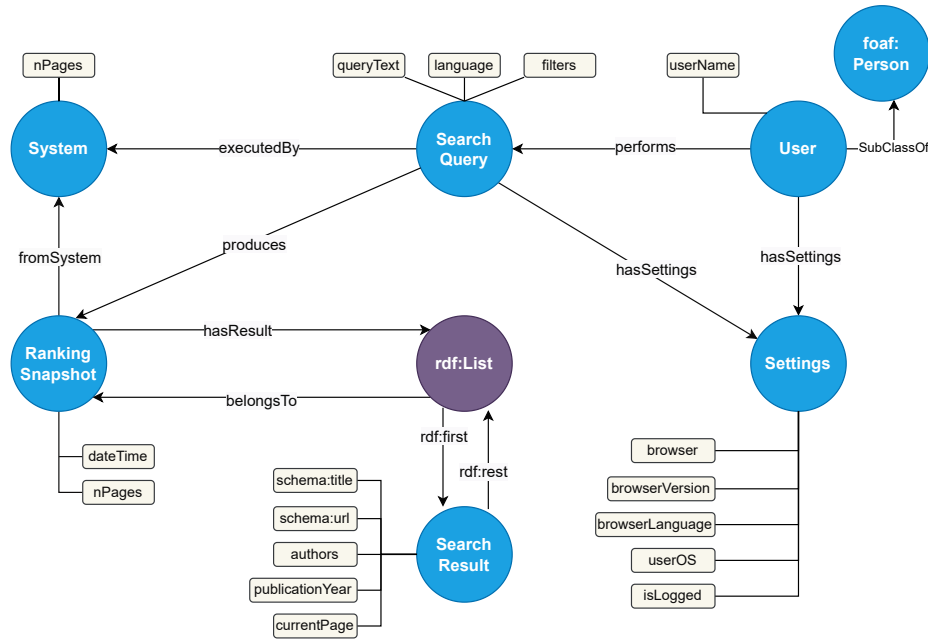 foaf:
Person
nPages
queryText
language
filters
userName
System
executedBy
Search
Query
performs
User
SubClassOf
fromSystem
produces
hasSettings
hasSettings
Ranking
Snapshot
hasResult
rdf:List
Settings
belongsTo
rdf:first
rdf:rest
dateTime
nPages
schema:title
schema:url
authors
publicationYear
currentPage
Search
Result
browser
browserVersion
browserLanguage
userOS
isLogged